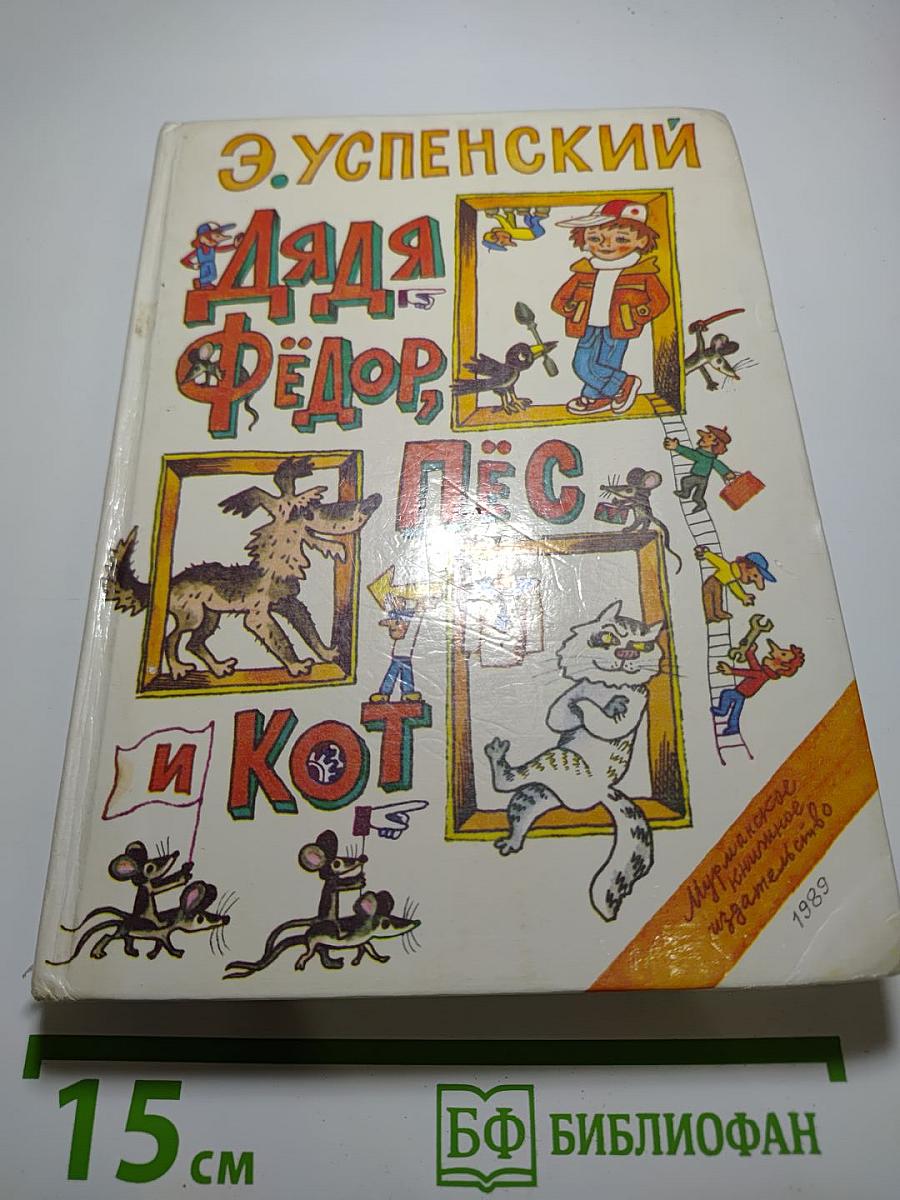 Э. УСПЕНСКИЙ
ДЯДЯ
ФЁДОР,
ПЁС
и КОТ
Мурманское
книжное
издательство
1989
15 см
БФ БИБЛИОФАН